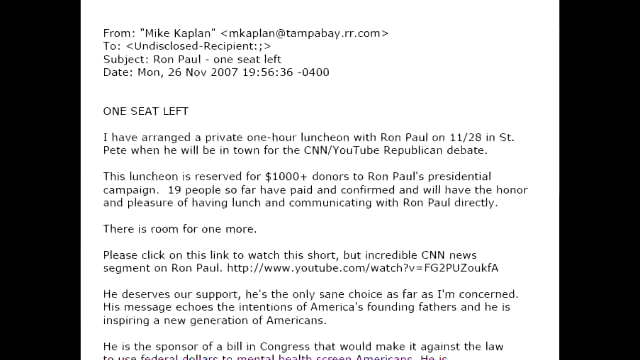 From: "Mike Kaplan" <mkaplan@tampabay.rr.com>
To: <Undisclosed-Recipient:;>
Subject: Ron Paul - one seat left
Date: Mon, 26 Nov 2007 19:56:36 -0400
ONE SEAT LEFT
I have arranged a private one-hour luncheon with Ron Paul on 11/28 in St.
Pete when he will be in town for the CNN/YouTube Republican debate.
This luncheon is reserved for $1000+ donors to Ron Paul's presidential
campaign.  19 people so far have paid and confirmed and will have the honor
and pleasure of having lunch and communicating with Ron Paul directly.
There is room for one more.
Please click on this link to watch this short, but incredible CNN news
segment on Ron Paul. http://www.youtube.com/watch?v=FG2PUZoukfA
He deserves our support, he's the only sane choice as far as I'm concerned.
His message echoes the intentions of America's founding fathers and he is
inspiring a new generation of Americans.
He is the sponsor of a bill in Congress that would make it against the law
to use federal dollars to mental health screen Americans. He is